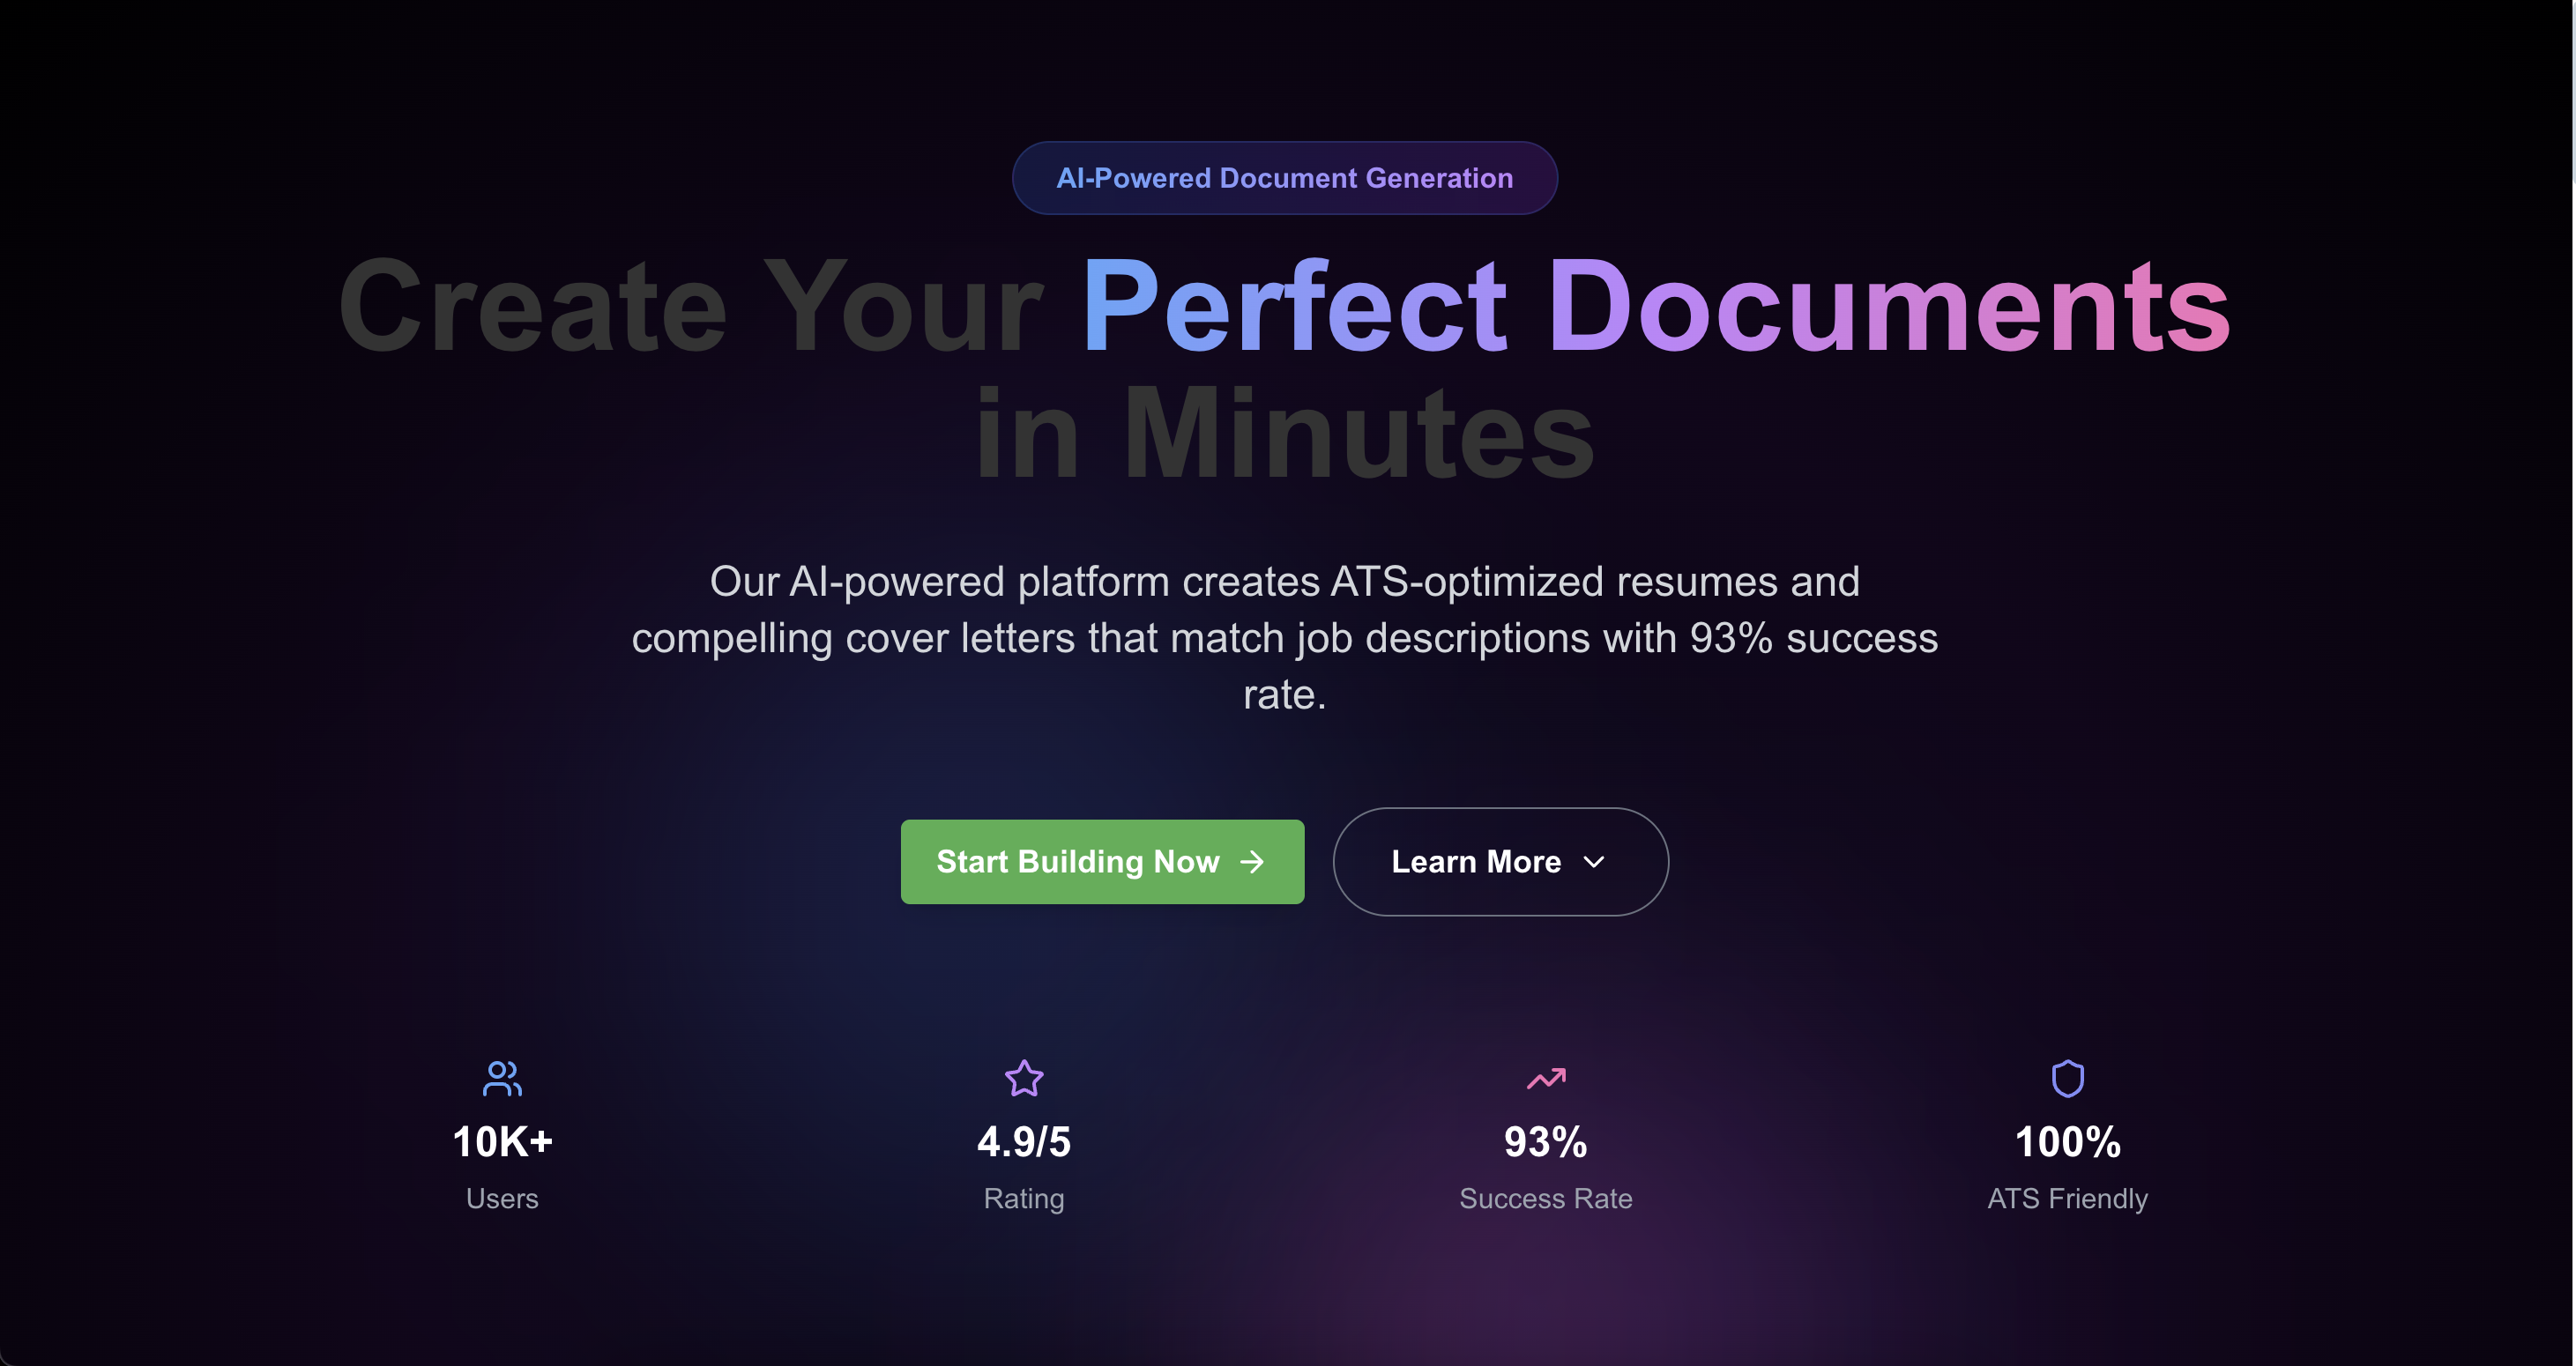 AI-Powered Document Generation
Create Your Perfect Documents
in Minutes
Our AI-powered platform creates ATS-optimized resumes and
compelling cover letters that match job descriptions with 93% success
rate.
Start Building Now
Learn More
10K+
Users
4.9/5
Rating
93%
Success Rate
100%
ATS Friendly